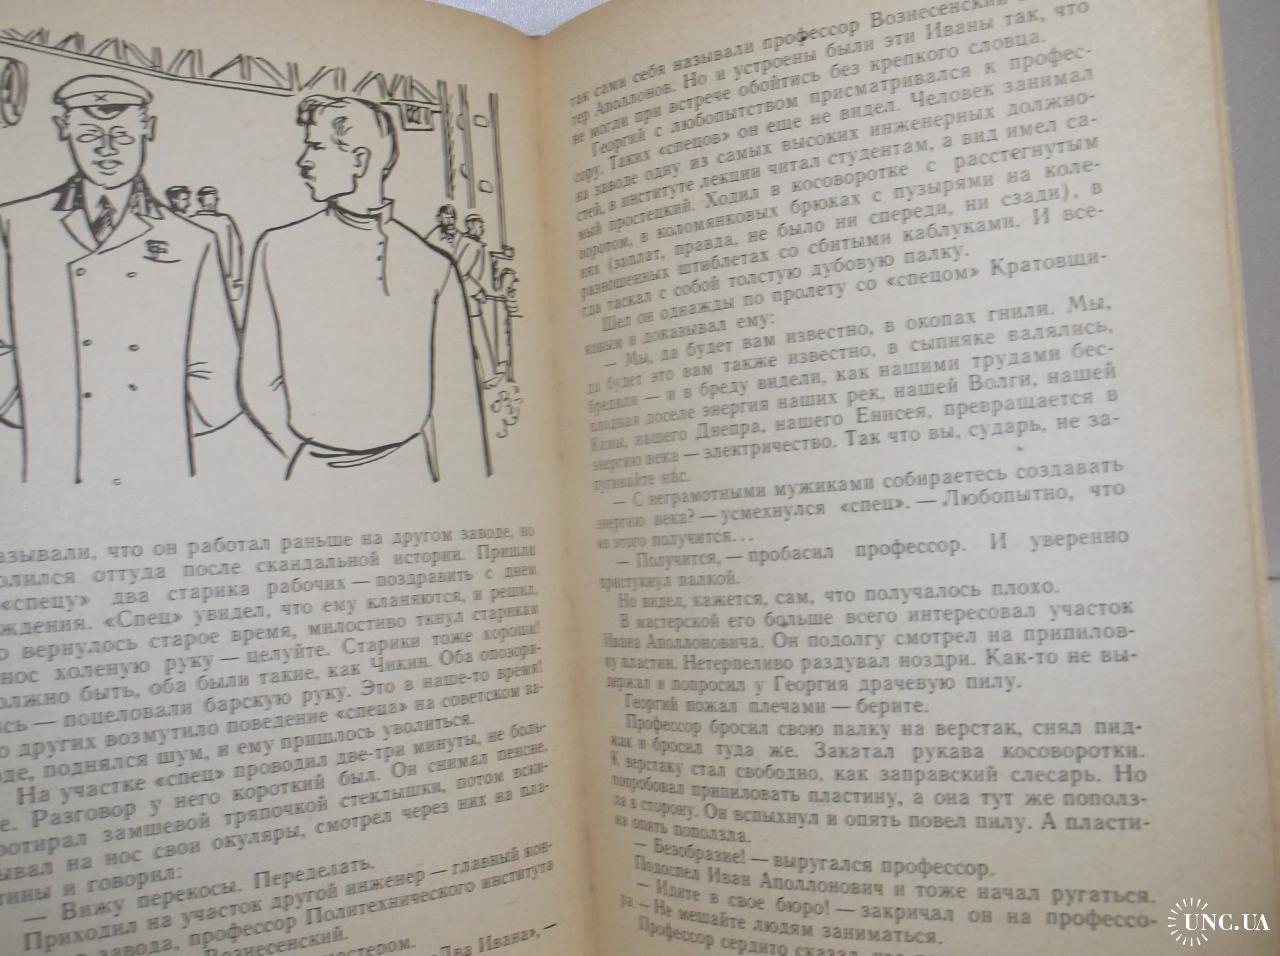 азывали, что он работал раньше на другом заводе, но
олился оттуда после скандальной истории. Пришли
«спецу» два старика рабочих — поздравить с днем
ждения. «Спец» увидел, что ему кланяются, и решил,
о вернулось старое время, милостиво ткнул старикам
нос холеную руку — целуйте. Старики тоже хороши!
олжно быть, оба были такие, как Чикин. Оба опозори-
сь — поцеловали барскую руку. Это в наше-то время!
о других возмутило поведение «спеца» на советском за-
де, поднялся шум, и ему пришлось уволиться.
На участке «спец» проводил две-три минуты, не боль-
е. Разговор у него короткий был. Он снимал пенсне,
ротирал замшевой тряпочкой стеклышки, потом вски-
ывал на нос свои окуляры, смотрел через них на пла-
тины и говорил:
— Вижу перекосы. Переделать.
Приходил на участок другой инженер — главный кон-
завода, профессор Политехнического института
Вознесенский.
мастером. «Два Ивана», —
так сами себя называли профессор Вознесенский
тер Аполлонов. Но и устроены были эти Иваны так, что
не могли при встрече обойтись без крепкого словца.
Георгий с любопытством присматривался к профес-
сору. Таких «спецов» он еще не видел. Человек занимал
на заводе одну из самых высоких инженерных должно-
стей, в институте лекции читал студентам, а вид имел са-
мый простецкий. Ходил в косоворотке с расстегнутым
воротом, в коломянковых брюках с пузырями на коле-
нях (заплат, правда, не было ни спереди, ни сзади), в
разношенных штиблетах со сбитыми каблуками. И все-
гда таскал с собой толстую дубовую палку.
Шел он однажды по пролету со «спецом» Кратовщи-
ковым и доказывал ему:
— Мы, да будет вам известно, в окопах гнили. Мы,
да будет это вам также известно, в сыпняке валялись,
бредили — и в бреду видели, как нашими трудами бес-
плодная доселе энергия наших рек, нашей Волги, нашей
Камы, нашего Днепра, нашего Енисея, превращается в
энергию века — электричество. Так что вы, сударь, не за-
пугивайте нас.
— С неграмотными мужиками собираетесь создавать
энергию века? — усмехнулся «спец». — Любопытно, что
из этого получится...
— Получится, — пробасил профессор. И уверенно
пристукнул палкой.
Но видел, кажется, сам, что получалось плохо.
В мастерской его больше всего интересовал участок
Ивана Аполлоновича. Он подолгу смотрел на припилов-
ку пластин. Нетерпеливо раздувал ноздри. Как-то не вы-
держал и попросил у Георгия драчевую пилу.
Георгий пожал плечами — берите.
Профессор бросил свою палку на верстак, снял пид-
жак и бросил туда же. Закатал рукава косоворотки.
К верстаку стал свободно, как заправский слесарь. Но
попробовал припиловать пластину, а она тут же поползл-
ла в сторону. Он вспыхнул и опять повел пилу. А пласти-
на опять поползла.
— Безобразие! — выругался профессор.
Подоспел Иван Аполлонович и тоже начал ругаться.
— Идите в свое бюро! — закричал он на профессо-
ра. — Не мешайте людям заниматься.
Профессор сердито
UNC.UA